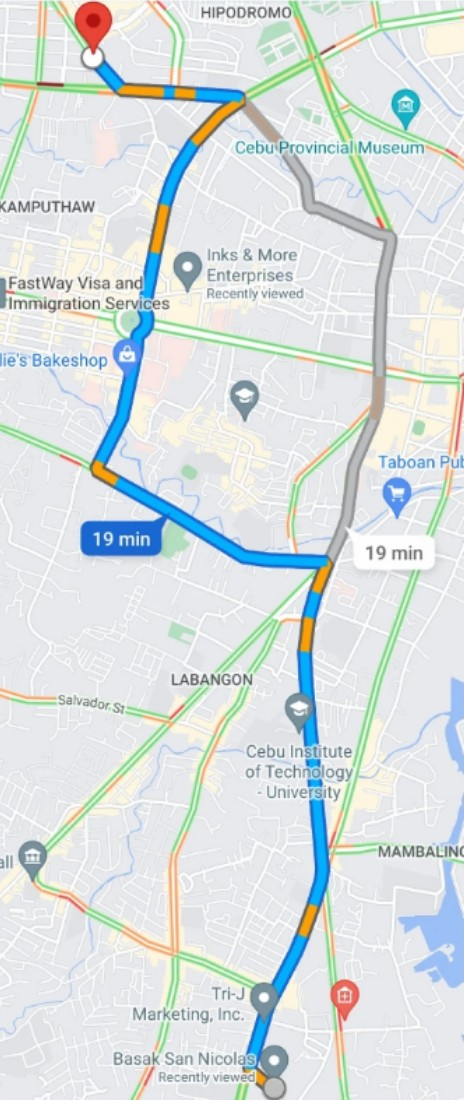 HIPODROMO
Cebu Provincial Museum
KAMPUTHAW
Inks & More
Enterprises
Recently viewed
FastWay Visa and
Immigration Services
lie's Bakeshop
Taboan Pub
19 min
19 min
LABANGON
Salvador St
Cebu Institute
of Technology
- University
MAMBALING
all
Tri-J
Marketing, Inc.
Basak San Nicolas
Recently viewed